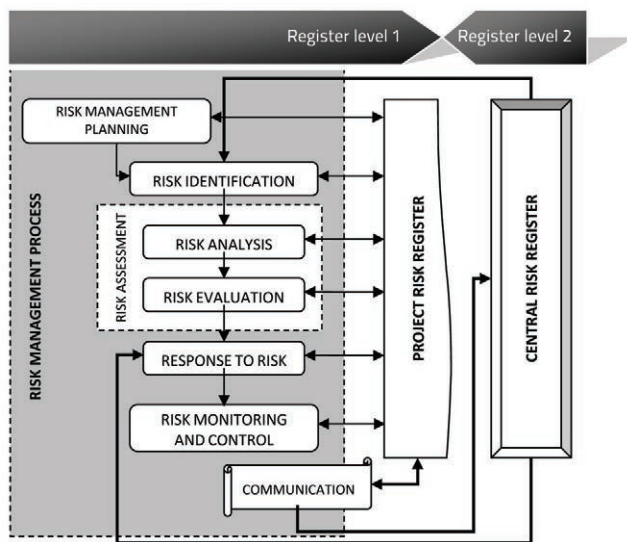 Register level 1
Register level 2
RISK MANAGEMENT
PLANNING
RISK IDENTIFICATION
RISK ANALYSIS
RISK EVALUATION
RISK ASSESSMENT
RESPONSE TO RISK
RISK MONITORING
AND CONTROL
COMMUNICATION
RISK MANAGEMENT PROCESS
PROJECT RISK REGISTER
CENTRAL RISK REGISTER